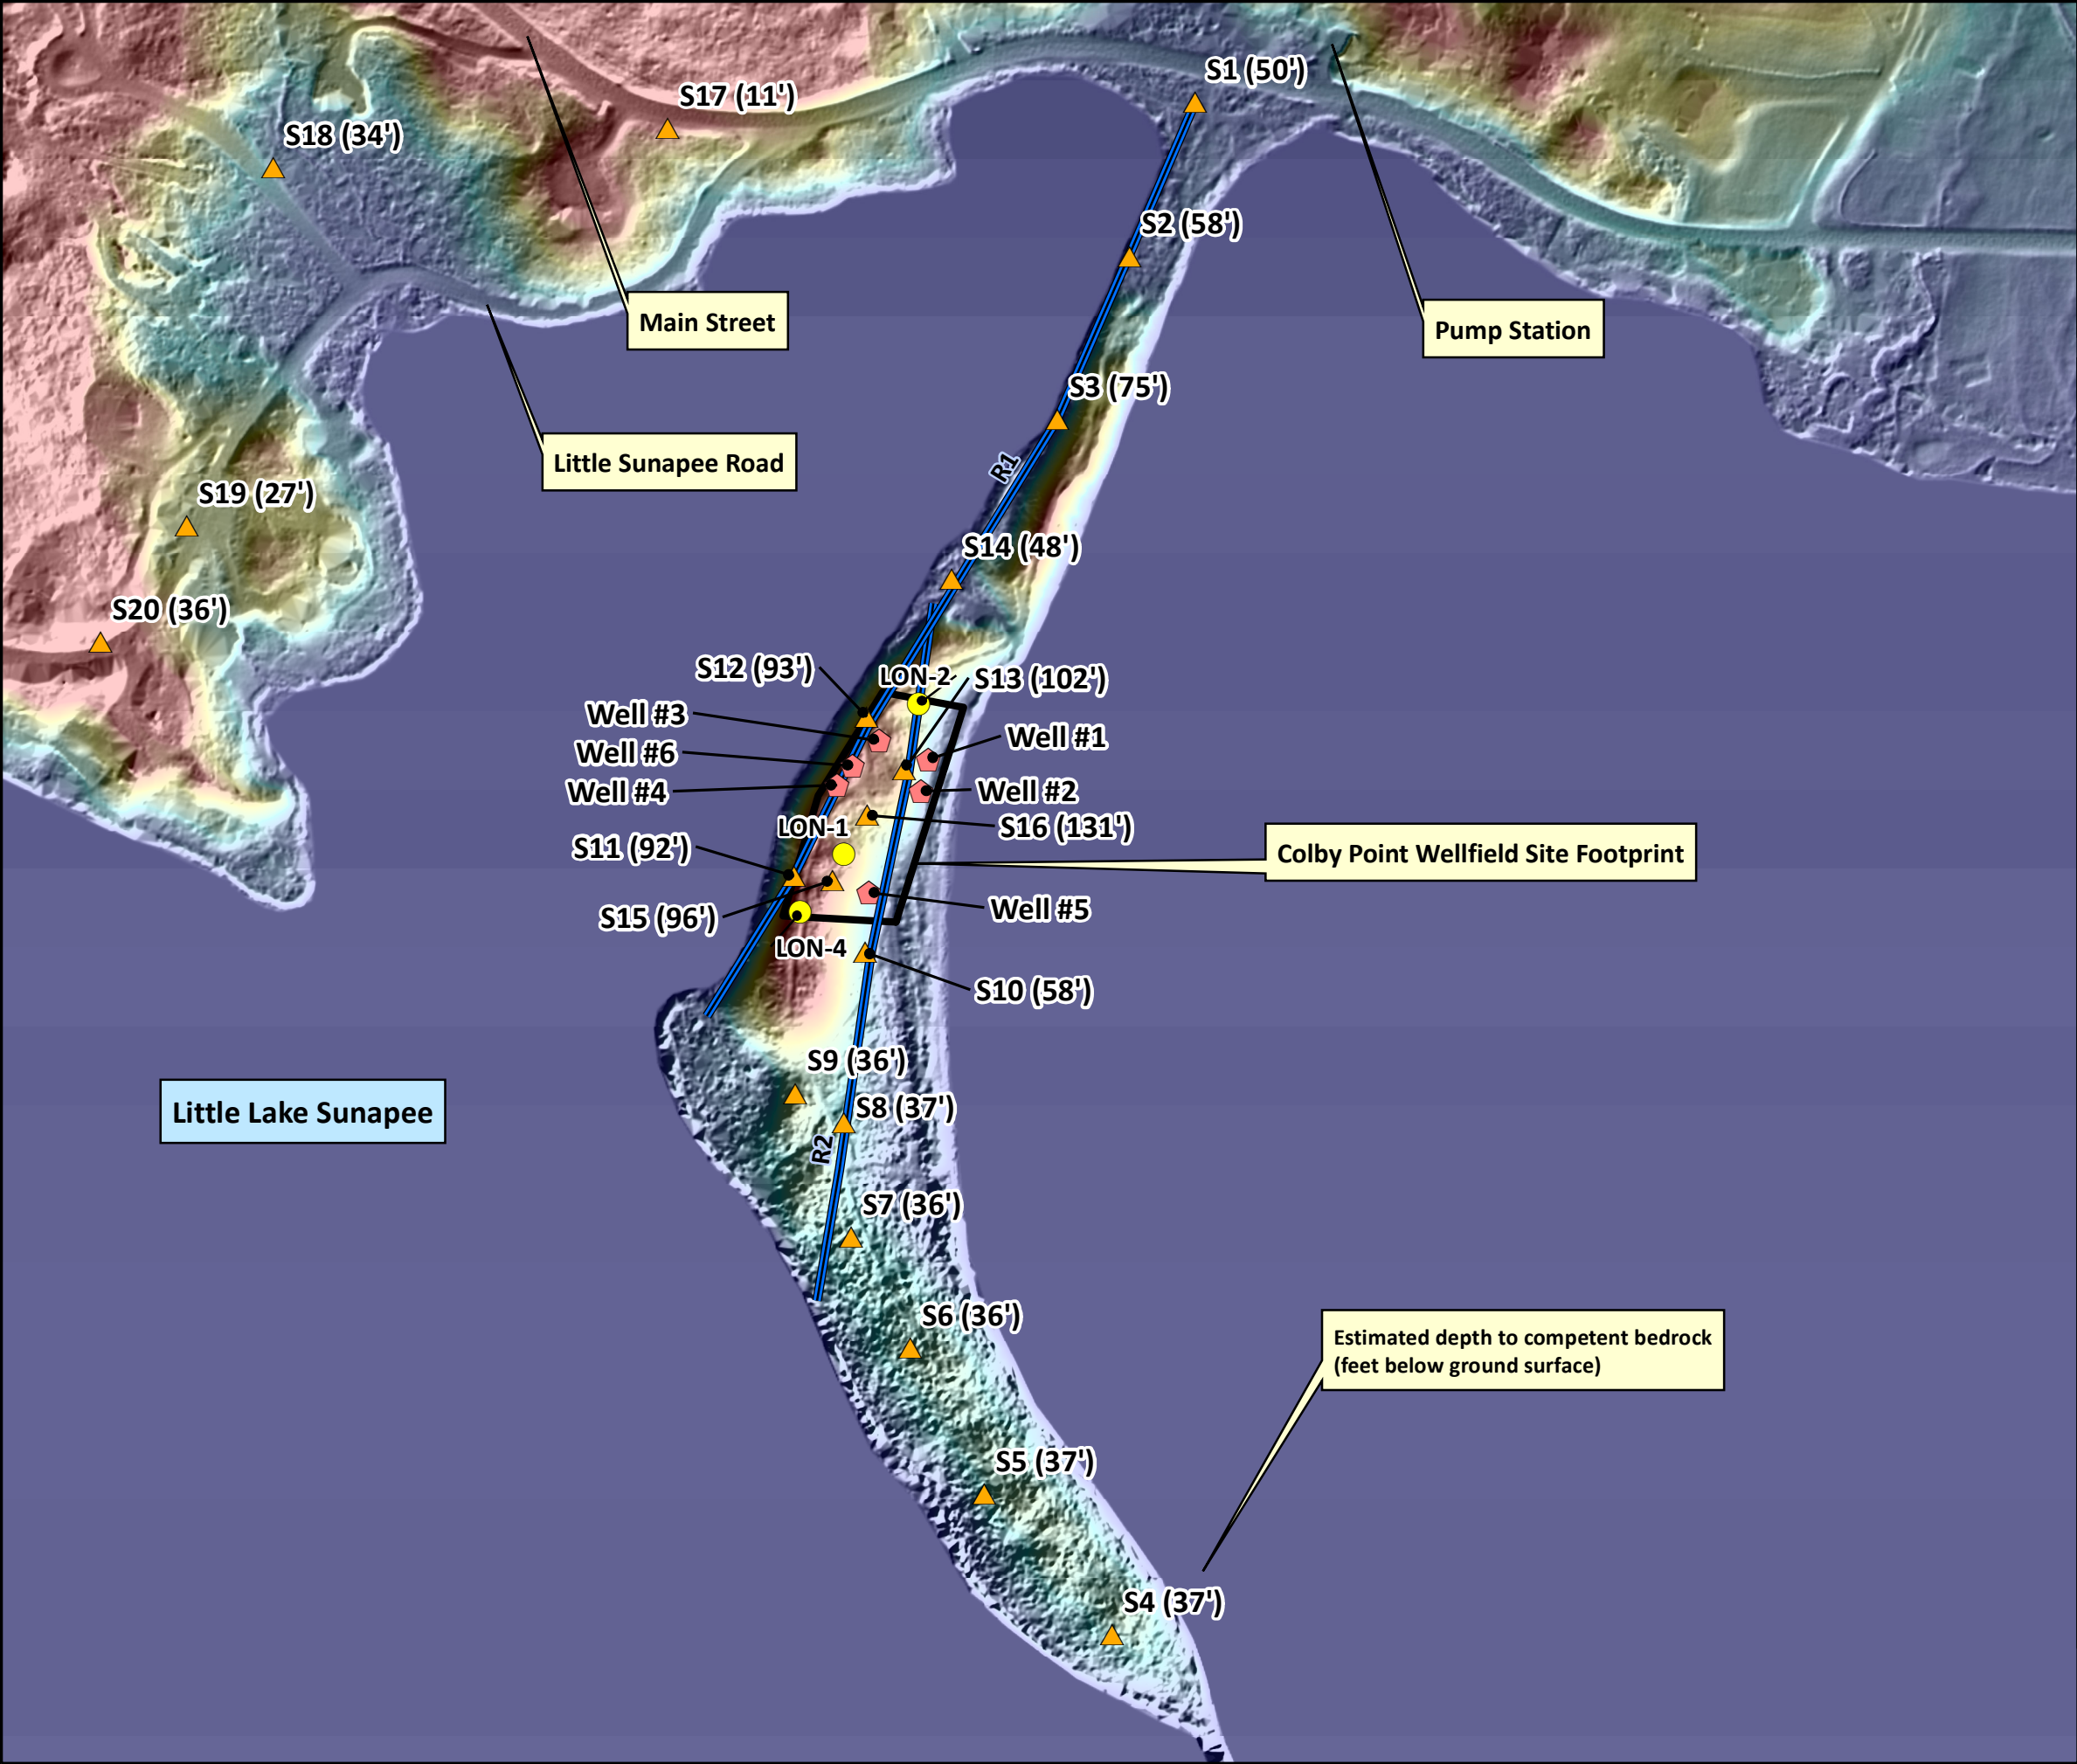 S1 (50')
S17 (11')
S18 (34')
S2 (58')
Main Street
Pump Station
S3 (75')
Little Sunapee Road
R1
S19 (27')
S14 (48')
S20 (36')
S12 (93')
LON-2
S13 (102')
Well #3
Well #1
Well #6
Well #4
Well #2
LON-1
S16 (131')
S11 (92')
Colby Point Wellfield Site Footprint
S15 (96')
Well #5
LON-4
S10 (58')
S9 (36')
Little Lake Sunapee
S8 (37')
R2
S7 (36')
S6 (36')
Estimated depth to competent bedrock
(feet below ground surface)
S5 (37')
S4 (37')